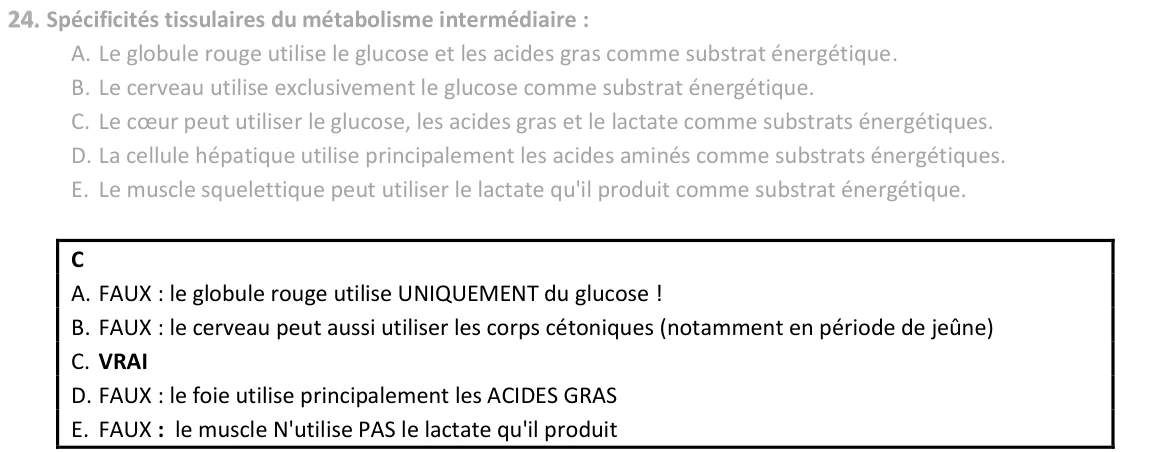 24. Spécificités tissulaires du métabolisme intermédiaire :
A. Le globule rouge utilise le glucose et les acides gras comme substrat énergétique.
B. Le cerveau utilise exclusivement le glucose comme substrat énergétique.
C. Le cœur peut utiliser le glucose, les acides gras et le lactate comme substrats énergétiques.
D. La cellule hépatique utilise principalement les acides aminés comme substrats énergétiques.
E. Le muscle squelettique peut utiliser le lactate qu'il produit comme substrat énergétique.
C
A. FAUX : le globule rouge utilise UNIQUEMENT du glucose !
B. FAUX : le cerveau peut aussi utiliser les corps cétoniques (notamment en période de jeûne)
C. VRAI
D. FAUX : le foie utilise principalement les ACIDES GRAS
E. FAUX : le muscle N'utilise PAS le lactate qu'il produit